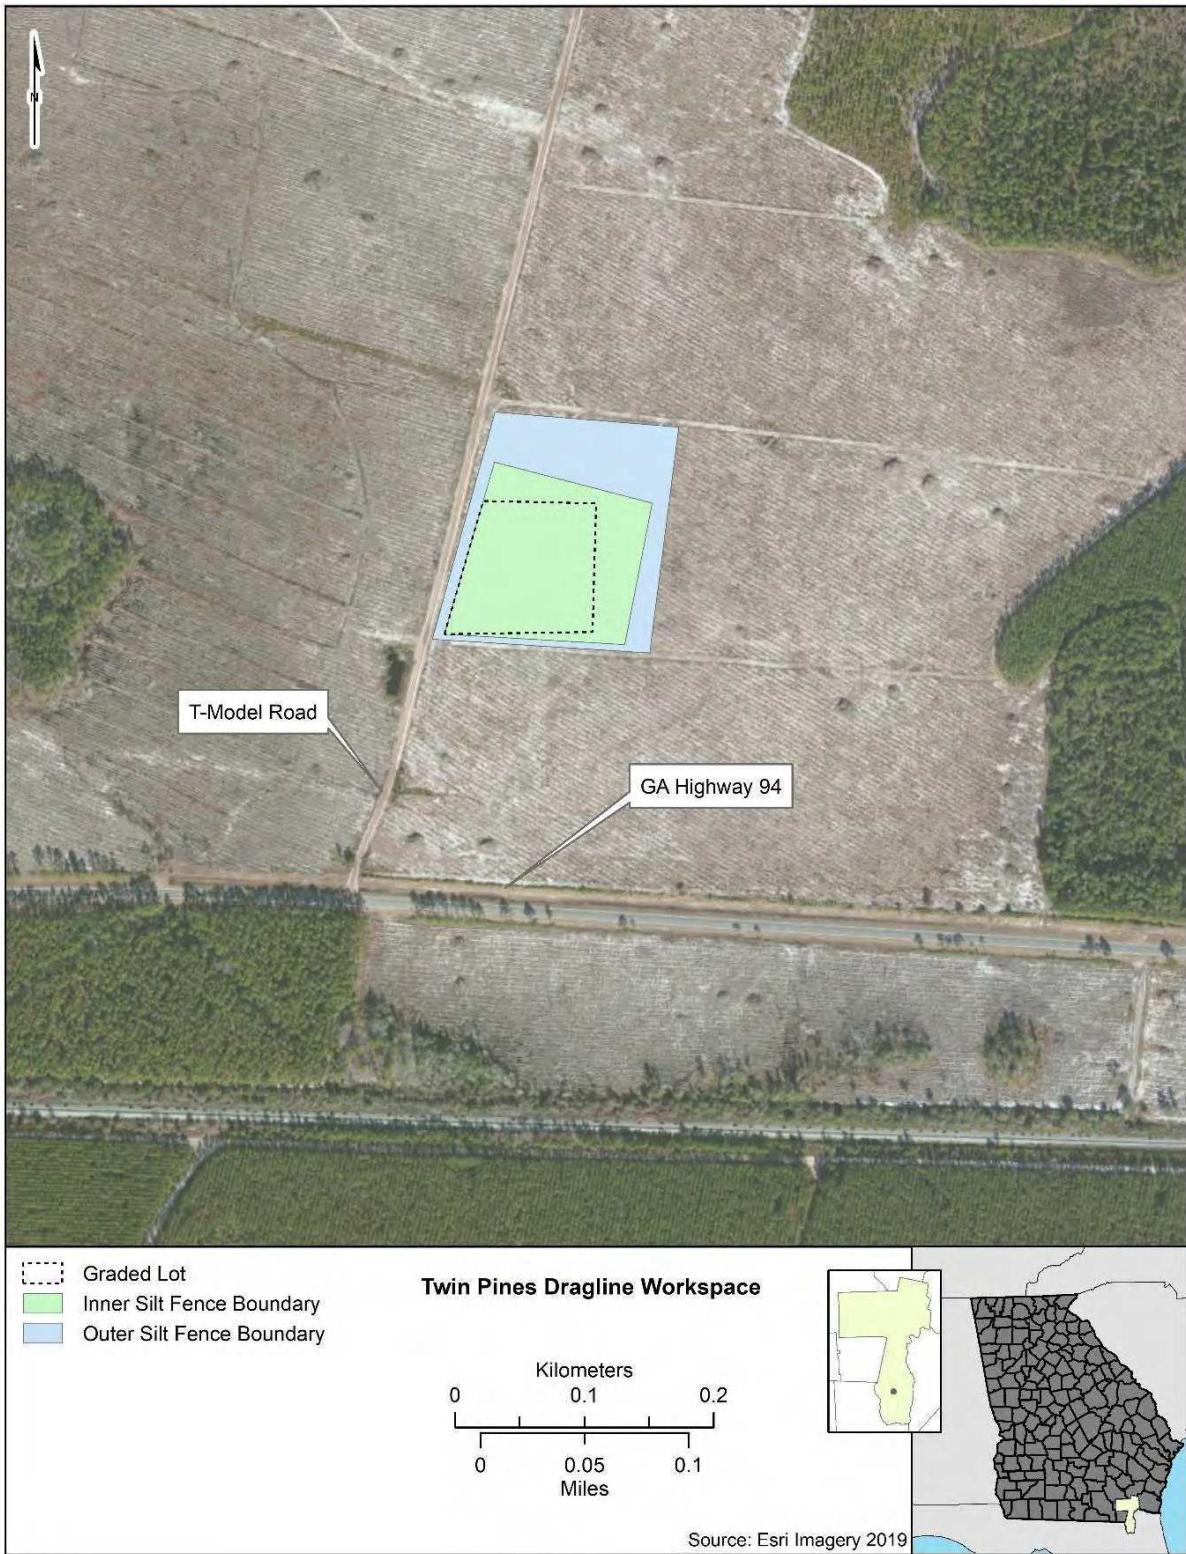 N
T-Model Road
GA Highway 94
Graded Lot
Inner Silt Fence Boundary
Outer Silt Fence Boundary
Twin Pines Dragline Workspace
Kilometers
0 0.1 0.2
0 0.05 0.1
Miles
Source: Esri Imagery 2019